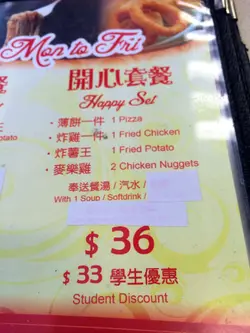 Mon to Fri
開心套餐
Happy Set
・薄餅一件 1 Pizza
・炸雞一件 1 Fried Chicken
・炸薯王 1 Fried Potato
・麥樂雞 2 Chicken Nuggets
奉送餐湯 / 汽水 /
With 1 Soup / Softdrink /
$ 36
$ 33 學生優惠
Student Discount
餐
otato